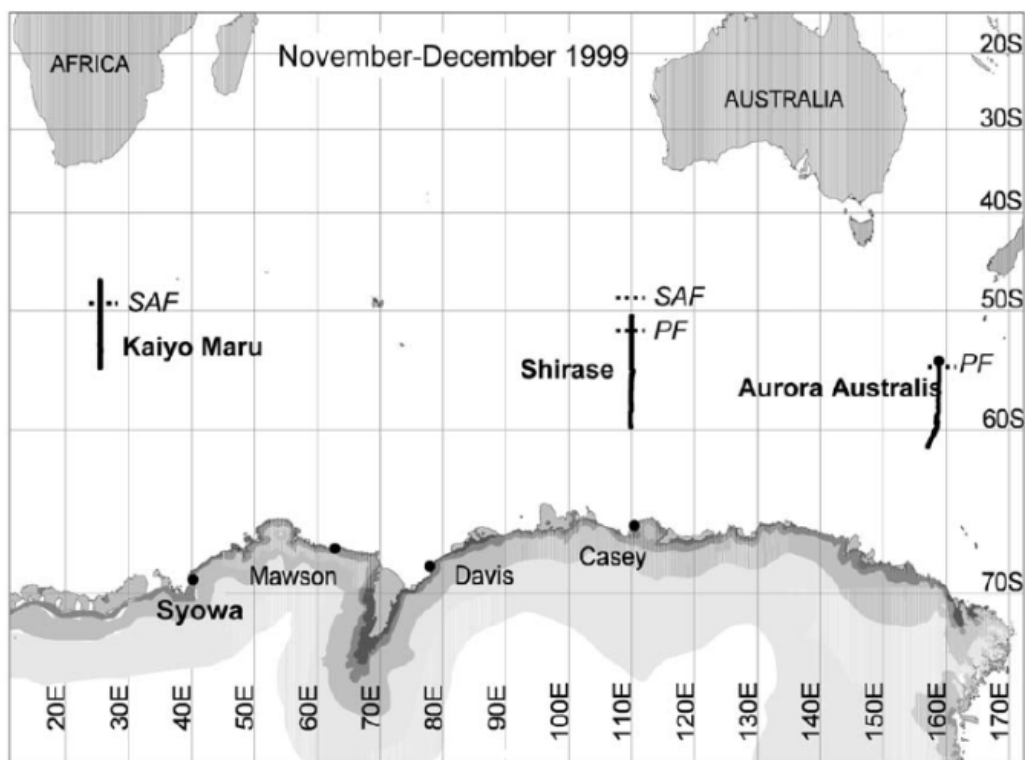 November-December 1999
AFRICA
AUSTRALIA
20S
30S
40S
SAF
SAF
50S
Kaiyo Maru
PF
Shirase
PF
Aurora Australis
60S
Casey
Mawson
Davis
70S
Syowa
20E
30E
40E
50E
60E
70E
80E
90E
100E
110E
120E
130E
140E
150E
160E
170E